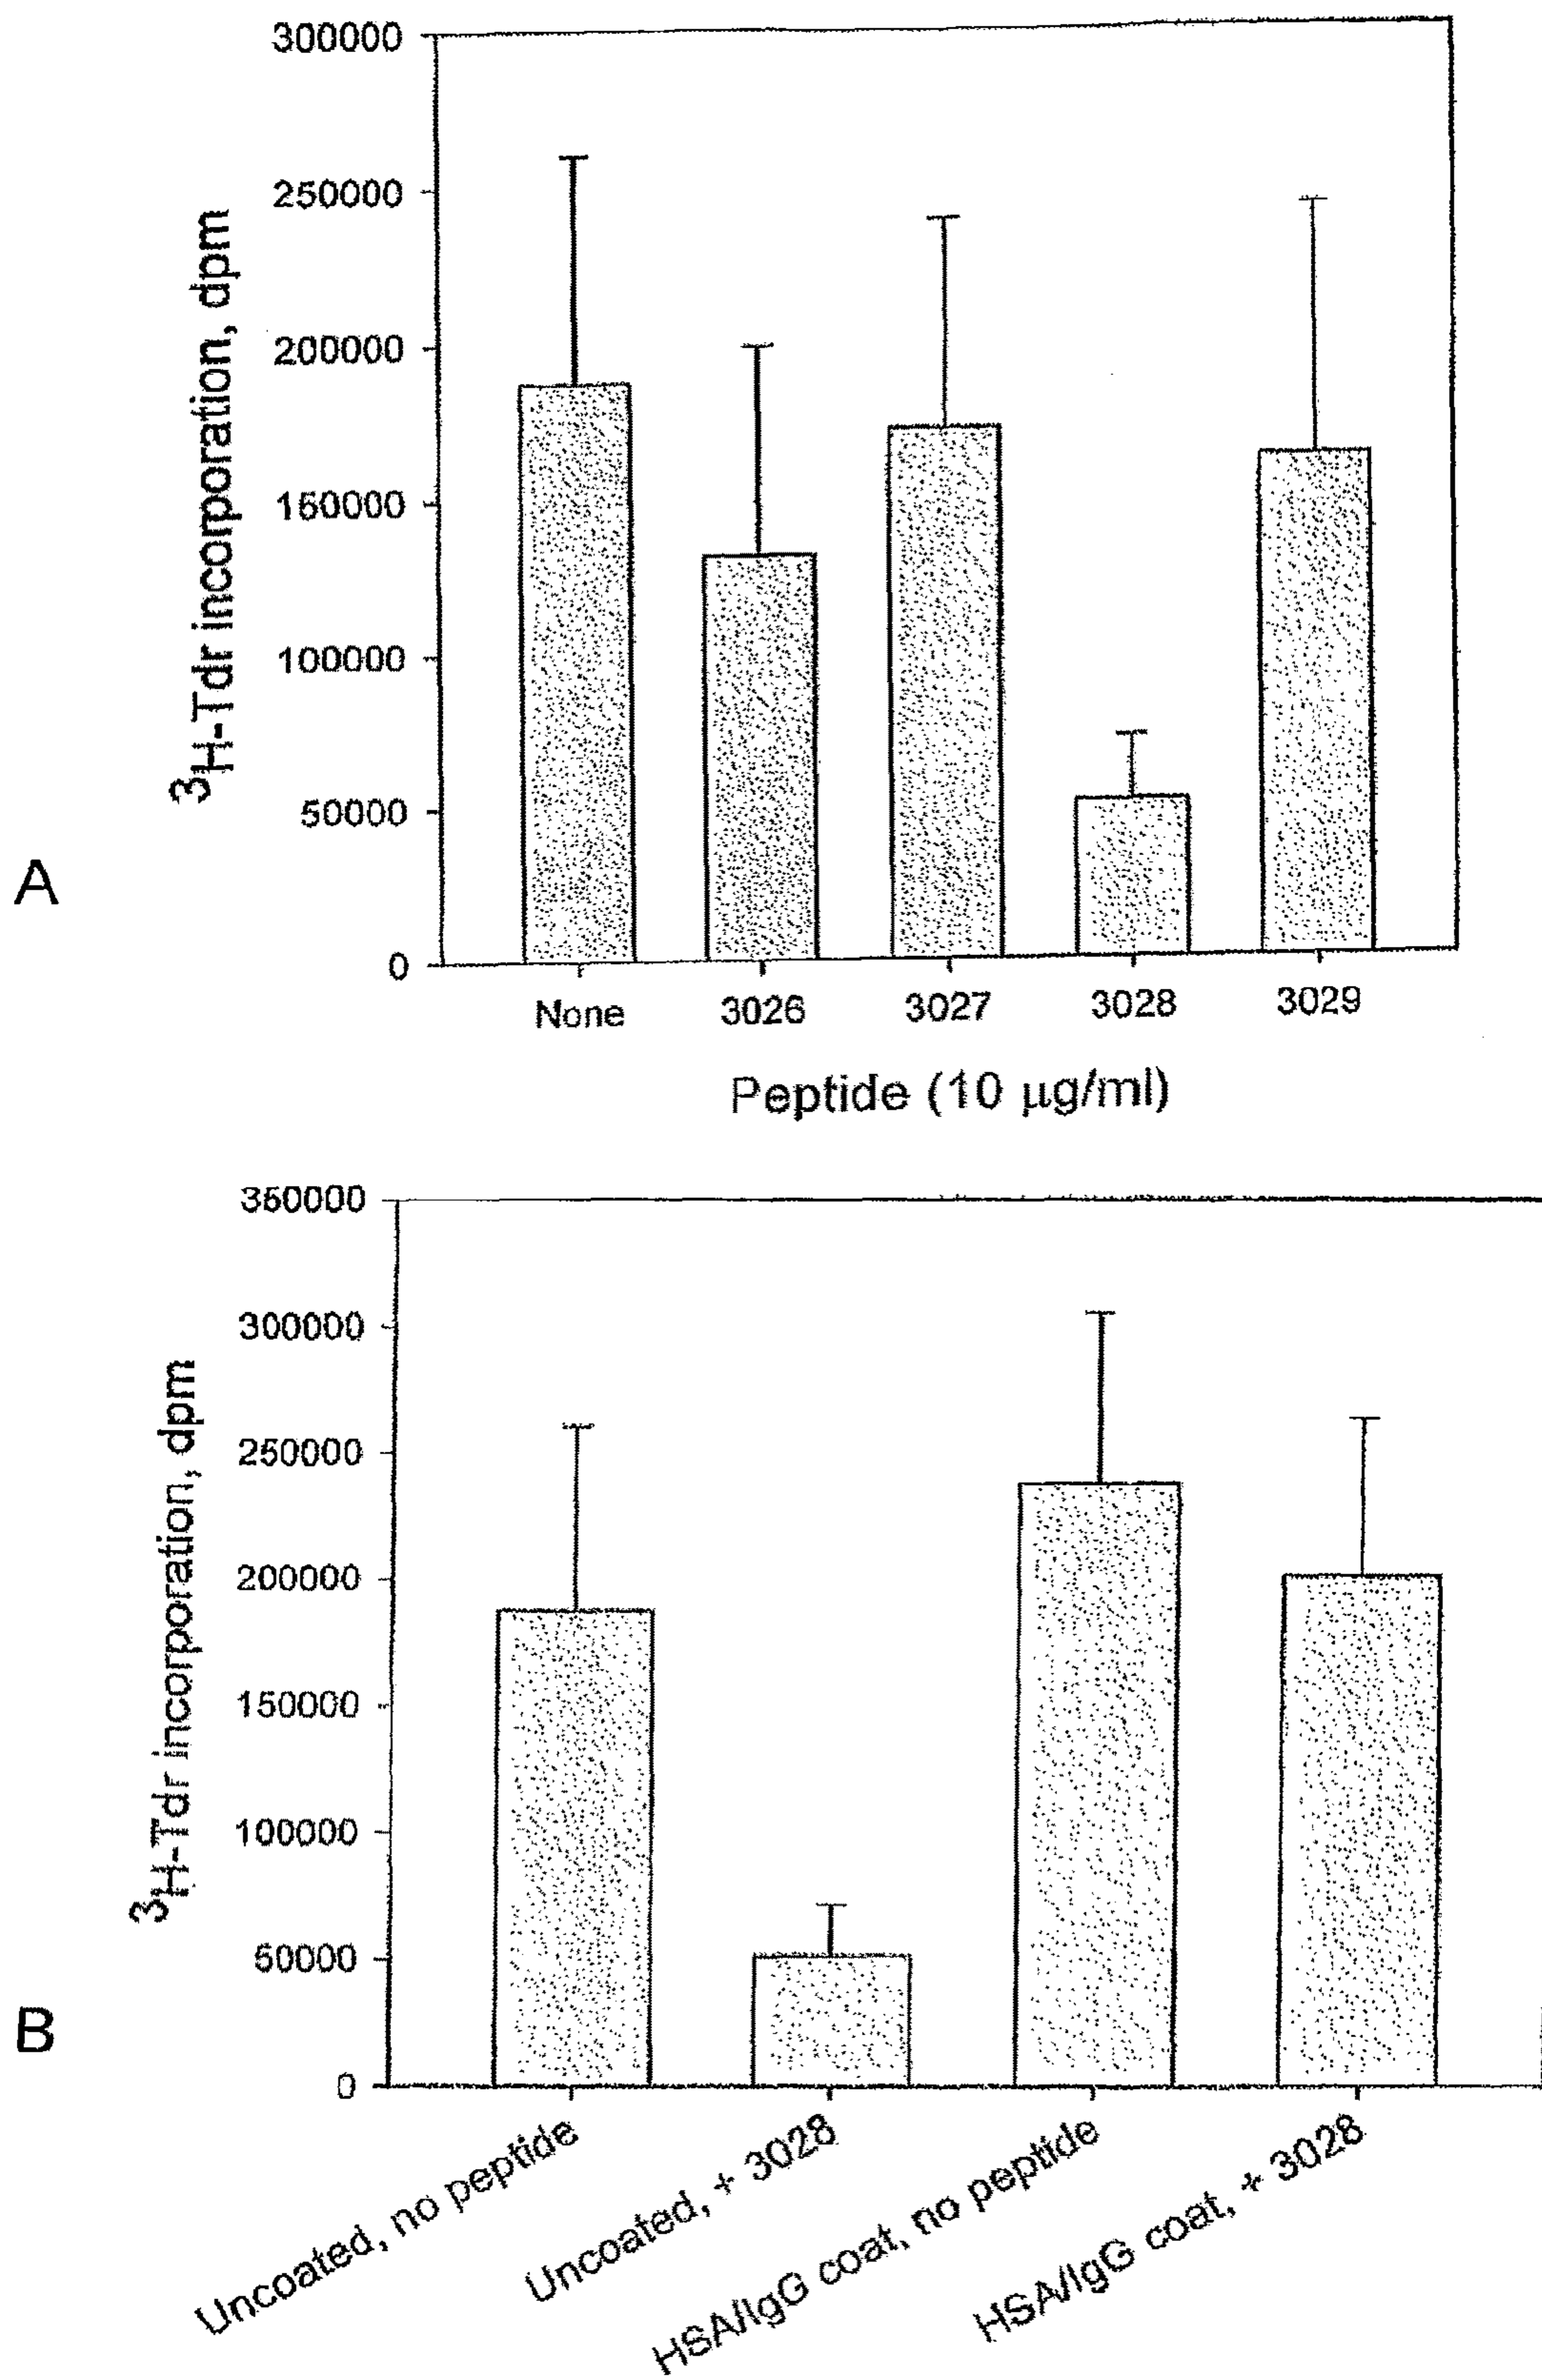 300000
250000
200000
150000
100000
50000
0
³H-Tdr incorporation, dpm
A
None 3026 3027 3028 3029
Peptide (10 µg/ml)
350000
300000
250000
200000
150000
100000
50000
0
³H-Tdr incorporation, dpm
B
Uncoated, no peptide
Uncoated, + 3028
HSA/IgG coat, no peptide
HSA/IgG coat, + 3028